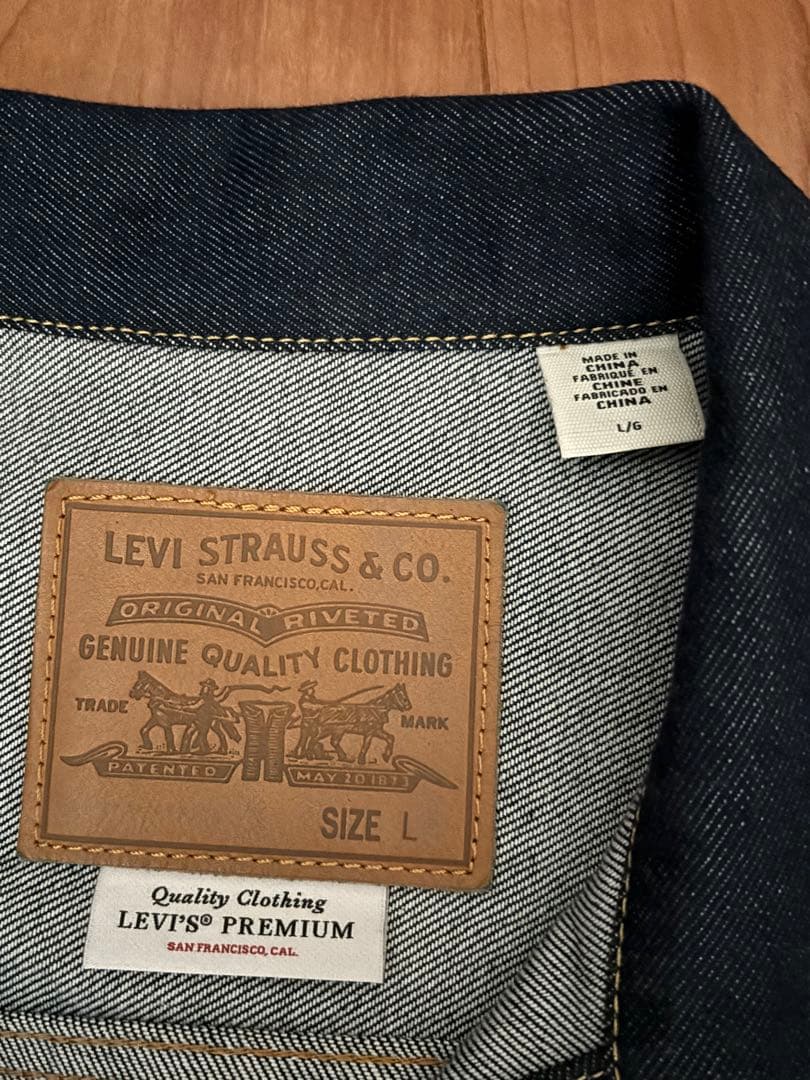 MADE IN
CHINA
FABRIQUÉ EN
CHINE
FABRICADO EN
CHINA
L/G
LEVI STRAUSS & CO.
SAN FRANCISCO, CAL.
ORIGINAL RIVETED
GENUINE QUALITY CLOTHING
TRADE MARK
PATENTED MAY 20 1873
SIZE L
Quality Clothing
LEVI'S® PREMIUM
SAN FRANCISCO, CAL.